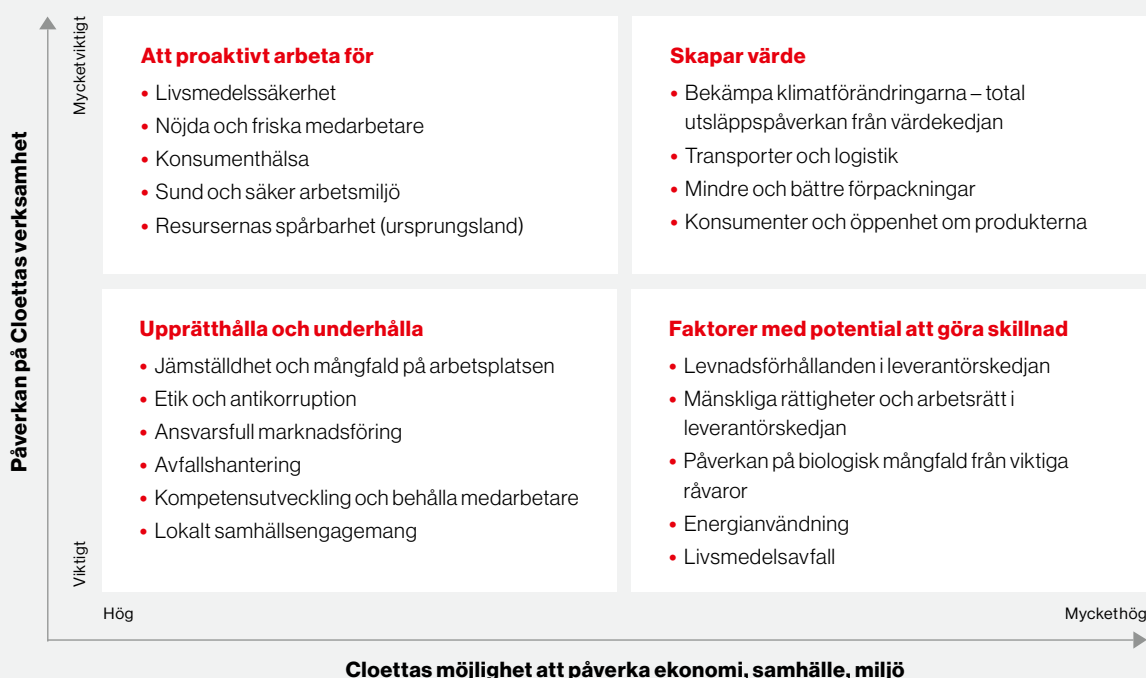 Påverkan på Cloettas verksamhet
Mycket viktigt
Viktigt
Att proaktivt arbeta för
• Livsmedelssäkerhet
• Nöjda och friska medarbetare
• Konsumenthälsa
• Sund och säker arbetsmiljö
• Resursernas spårbarhet (ursprungsland)
Skapar värde
• Bekämpa klimatförändringarna – total
utsläppspåverkan från värdekedjan
• Transporter och logistik
• Mindre och bättre förpackningar
• Konsumenter och öppenhet om produkterna
Upprätthålla och underhålla
• Jämställdhet och mångfald på arbetsplatsen
• Etik och antikorruption
• Ansvarsfull marknadsföring
• Avfallshantering
• Kompetensutveckling och behålla medarbetare
• Lokalt samhällsengagemang
Faktorer med potential att göra skillnad
• Levnadsförhållanden i leverantörskedjan
• Mänskliga rättigheter och arbetsrätt i
leverantörskedjan
• Påverkan på biologisk mångfald från viktiga
råvaror
• Energianvändning
• Livsmedelsavfall
Hög
Mycket hög
Cloettas möjlighet att påverka ekonomi, samhälle, miljö